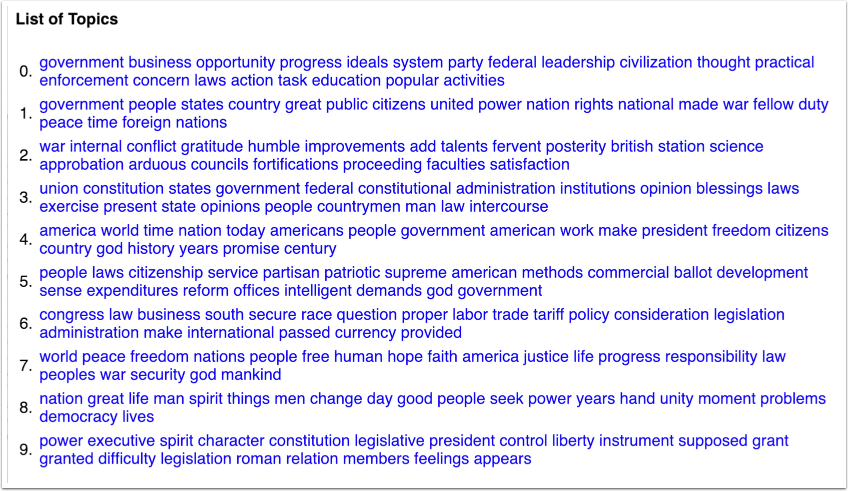 List of Topics
0. government business opportunity progress ideals system party federal leadership civilization thought practical
enforcement concern laws action task education popular activities
1. government people states country great public citizens united power nation rights national made war fellow duty
peace time foreign nations
2. war internal conflict gratitude humble improvements add talents fervent posterity british station science
approbation arduous councils fortifications proceeding faculties satisfaction
3. union constitution states government federal constitutional administration institutions opinion blessings laws
exercise present state opinions people countrymen man law intercourse
4. america world time nation today americans people government american work make president freedom citizens
country god history years promise century
5. people laws citizenship service partisan patriotic supreme american methods commercial ballot development
sense expenditures reform offices intelligent demands god government
6. congress law business south secure race question proper labor trade tariff policy consideration legislation
administration make international passed currency provided
7. world peace freedom nations people free human hope faith america justice life progress responsibility law
peoples war security god mankind
8. nation great life man spirit things men change day good people seek power years hand unity moment problems
democracy lives
9. power executive spirit character constitution legislative president control liberty instrument supposed grant
granted difficulty legislation roman relation members feelings appears